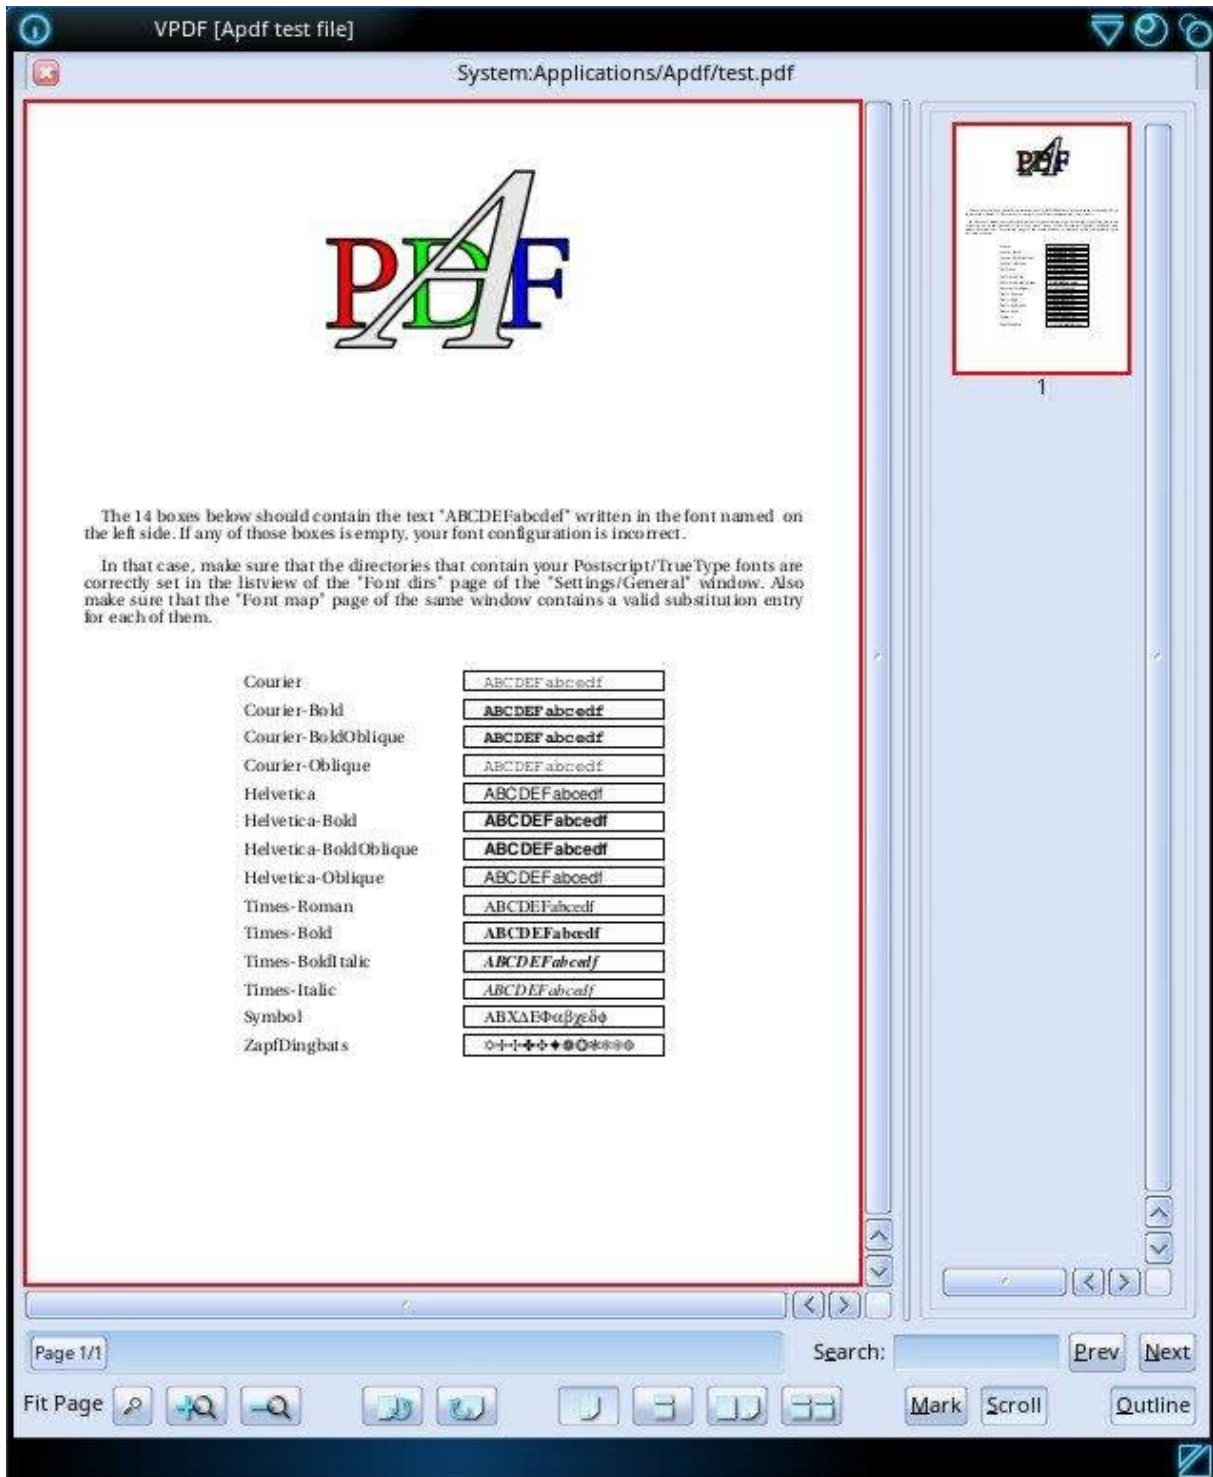 VPDF [Apdf test file]
System:Applications/Apdf/test.pdf
PDF
A
The 14 boxes below should contain the text "ABCDEFabcdef" written in the font named on
the left side. If any of those boxes is empty, your font configuration is incorrect.
In that case, make sure that the directories that contain your Postscript/TrueType fonts are
correctly set in the listview of the "Font dirs" page of the "Settings/General" window. Also
make sure that the "Font map" page of the same window contains a valid substitution entry
for each of them.
Courier ABCDEFabcedf
Courier-Bold ABCDEFabcedf
Courier-BoldOblique ABCDEFabcedf
Courier-Oblique ABCDEFabcedf
Helvetica ABCDEFabcedf
Helvetica-Bold ABCDEFabcedf
Helvetica-BoldOblique ABCDEFabcedf
Helvetica-Oblique ABCDEFabcedf
Times-Roman ABCDEFabcedf
Times-Bold ABCDEFabcedf
Times-BoldItalic ABCDEFabcedf
Times-Italic ABCDEFabcedf
Symbol ΑΒΧΔΕΦαβχεδφ
ZapfDingbats
1
Page 1/1
Search:
Prev
Next
Fit Page
Mark
Scroll
Outline